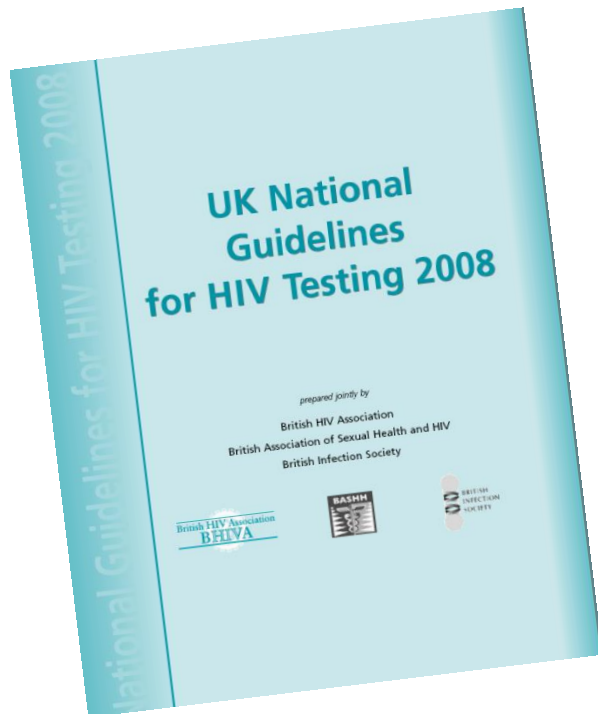 National Guidelines for HIV Testing 2008
UK National
Guidelines
for HIV Testing 2008
prepared jointly by
British HIV Association
British Association of Sexual Health and HIV
British Infection Society
British HIV Association
BHIVA
BASHH
BRITISH
INFECTION
SOCIETY